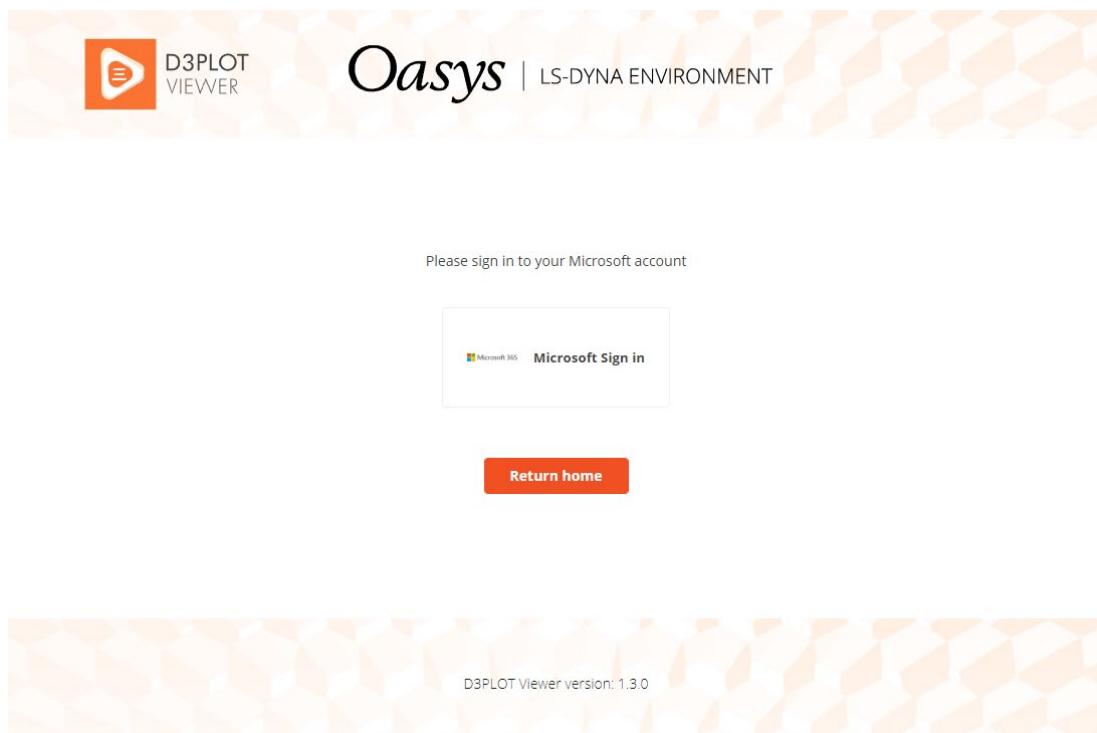 D3PLOT
VIEWER
Oasys | LS-DYNA ENVIRONMENT
Please sign in to your Microsoft account
Microsoft 365 Microsoft Sign in
Return home
D3PLOT Viewer version: 1.3.0